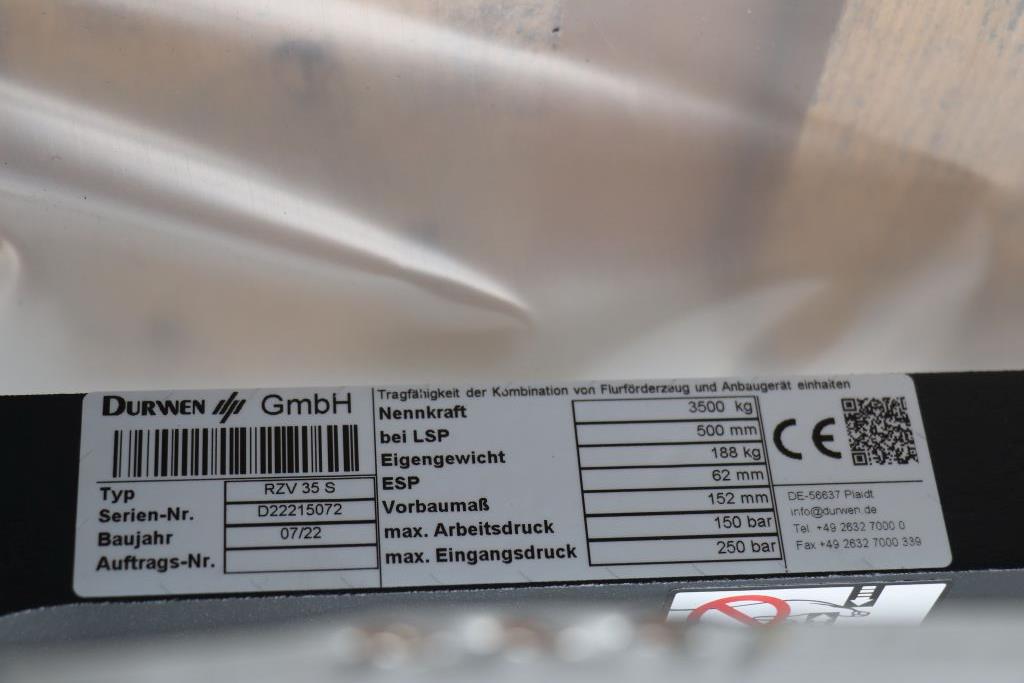 DURWEN GmbH
Typ RZV 35 S
Serien-Nr. D22215072
Baujahr 07/22
Auftrags-Nr.
Tragfähigkeit der Kombination von Flurförderzeug und Anbaugerät einhalten
Nennkraft 3500 kg
bei LSP 500 mm
Eigengewicht 188 kg
ESP 62 mm
Vorbaumaß 152 mm
max. Arbeitsdruck 150 bar
max. Eingangsdruck 250 bar
CE
DE-56637 Plaidt
info@durwen.de
Tel +49 2632 7000 0
Fax +49 2632 7000 339